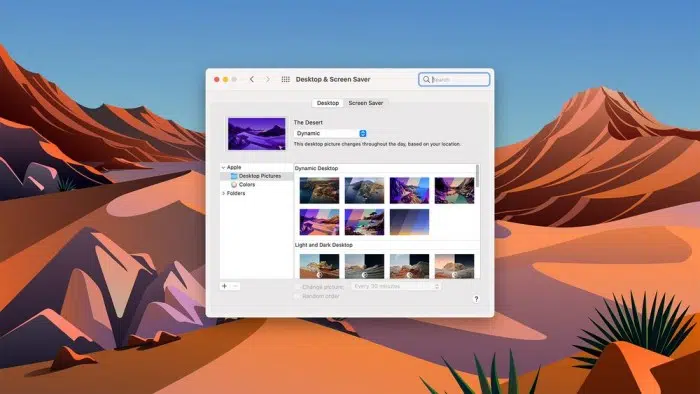 Desktop & Screen Saver
Search
Desktop
Screen Saver
The Desert
Dynamic
This desktop picture changes throughout the day, based on your location.
Apple
Desktop Pictures
Colors
Folders
Dynamic Desktop
Light and Dark Desktop
+ −
Change picture:
Every 30 minutes
Random order
?